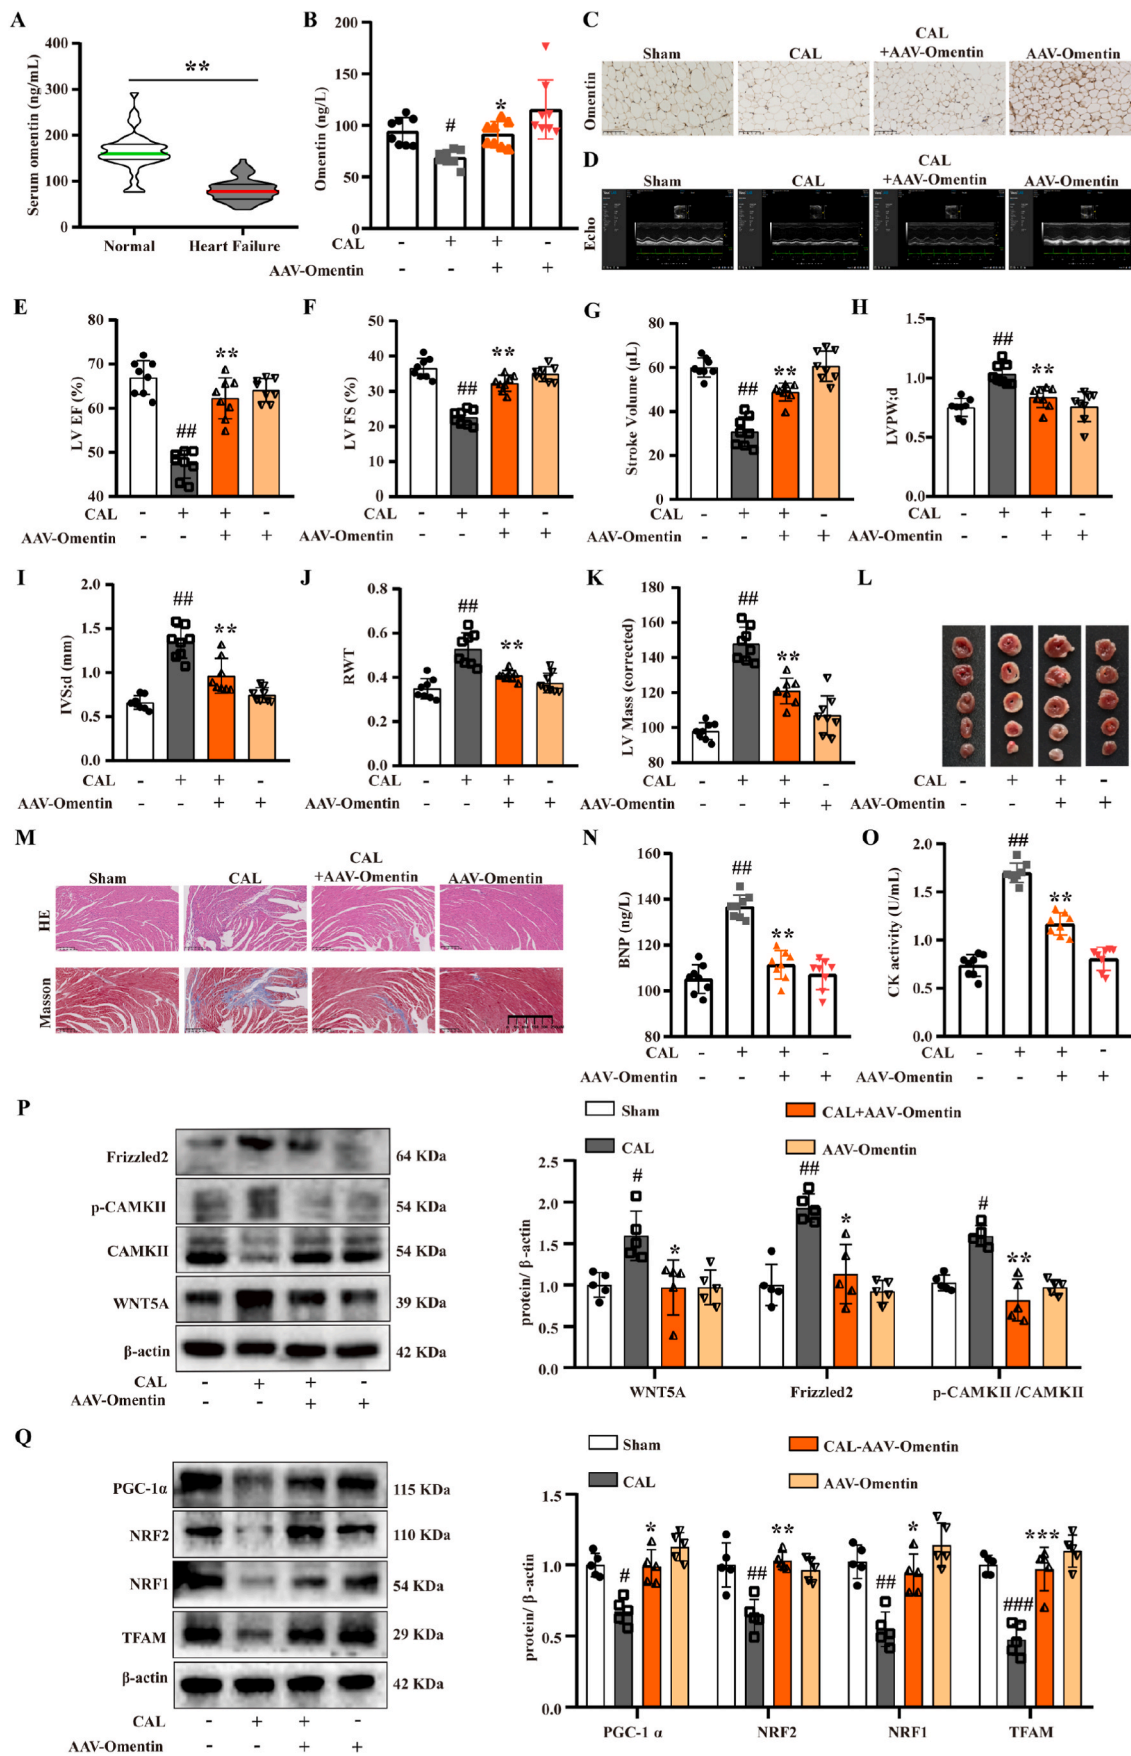 A
Serum omentin (ng/mL)
400
300
200
100
0
**
Normal
Heart Failure
B
Omentin (ng/L)
200
150
100
50
0
#
*
CAL - + + -
AAV-Omentin - - + +
C
Sham
CAL
CAL
+AAV-Omentin
AAV-Omentin
Omentin
D
Sham
CAL
CAL
+AAV-Omentin
AAV-Omentin
Echo
E
LV EF (%)
80
70
60
50
40
##
**
CAL - + + -
AAV-Omentin - - + +
F
LV FS (%)
50
40
30
20
10
0
##
**
CAL - + + -
AAV-Omentin - - + +
G
Stroke Volume (μL)
80
60
40
20
0
##
**
CAL - + + -
AAV-Omentin - - + +
H
LVPW;d
1.5
1.0
0.5
0.0
##
**
CAL - + + -
AAV-Omentin - - + +
I
IVS;d (mm)
2.0
1.5
1.0
0.5
0.0
##
**
CAL - + + -
AAV-Omentin - - + +
J
RWT
0.8
0.6
0.4
0.2
0.0
##
**
CAL - + + -
AAV-Omentin - - + +
K
LV Mass (corrected)
180
160
140
120
100
80
##
**
CAL - + + -
AAV-Omentin - - + +
L
CAL - + + -
AAV-Omentin - - + +
M
Sham
CAL
CAL
+AAV-Omentin
AAV-Omentin
HE
Masson
N
BNP (ng/L)
160
140
120
100
80
##
**
CAL - + + -
AAV-Omentin - - + +
O
CK activity (U/mL)
2.0
1.5
1.0
0.5
0.0
##
**
CAL - + + -
AAV-Omentin - - + +
P
Frizzled2 64 KDa
p-CAMKII 54 KDa
CAMKII 54 KDa
WNT5A 39 KDa
β-actin 42 KDa
CAL - + + -
AAV-Omentin - - + +
Sham
CAL
CAL+AAV-Omentin
AAV-Omentin
protein/ β-actin
2.5
2.0
1.5
1.0
0.5
0.0
#
*
##
*
#
**
WNT5A
Frizzled2
p-CAMKII /CAMKII
Q
PGC-1α 115 KDa
NRF2 110 KDa
NRF1 54 KDa
TFAM 29 KDa
β-actin 42 KDa
CAL - + + -
AAV-Omentin - - + +
Sham
CAL
CAL-AAV-Omentin
AAV-Omentin
protein/ β-actin
1.5
1.0
0.5
0.0
#
*
##
**
##
*
###
***
PGC-1 α
NRF2
NRF1
TFAM